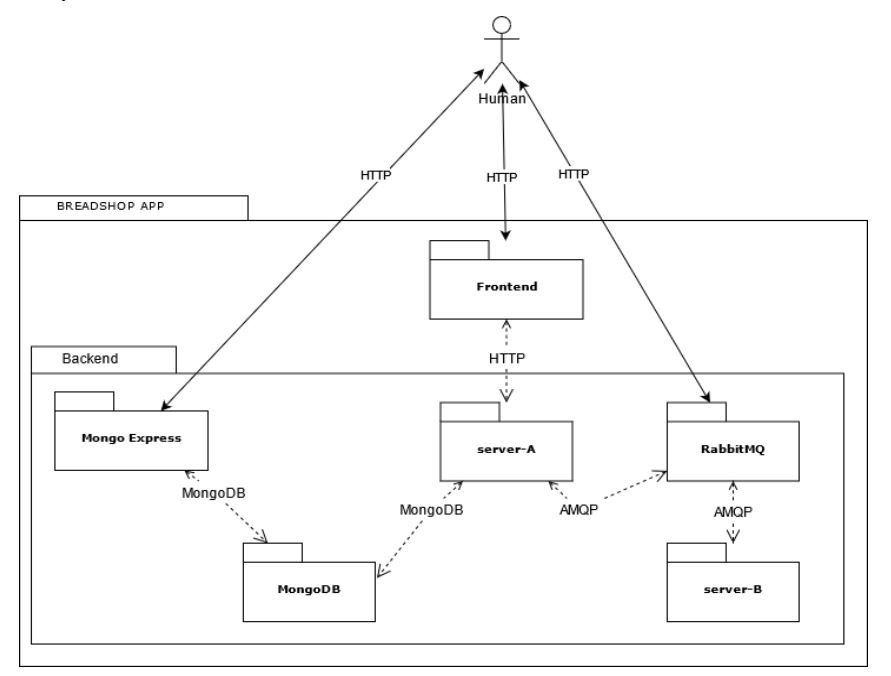 Human
HTTP
HTTP
HTTP
BREADSHOP APP
Frontend
HTTP
Backend
Mongo Express
server-A
RabbitMQ
MongoDB
MongoDB
AMQP
AMQP
MongoDB
server-B